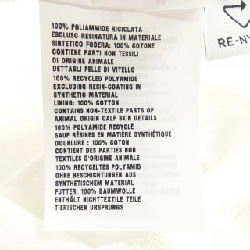 100% POLIAMMIDE RICICLATA
ESCLUSO RESINATURA IN MATERIALE
SINTETICO FODERA: 100% COTONE
CONTIENE PARTI NON TESSILI
DI ORIGINE ANIMALE
DETTAGLI PELLE DI VITELLO
100% RECYCLED POLYAMIDE
EXCLUDING RESIN-COATING IN
SYNTHETIC MATERIAL
LINING: 100% COTTON
CONTAINS NON-TEXTILE PARTS OF
ANIMAL ORIGIN CALF SKIN DETAILS
100% POLYAMIDE RECYCLÉ
SAUF RÉSINES EN MATIÈRE SYNTHÉTIQUE
DOUBLURE : 100% COTON
CONTIENT DES PARTIES NON
TEXTILES D'ORIGINE ANIMALE
100% RECYCELTES POLYAMID
OHNE BESCHICHTUNGEN AUS
SYNTHETISCHEM MATERIAL
FUTTER: 100% BAUMWOLLE
ENTHÄLT NICHTTEXTILE TEILE
TIERISCHEN URSPRUNGS
RE-NY